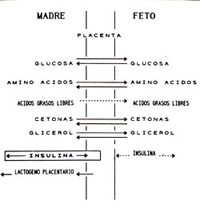 MADRE FETO
PLACENTA
GLUCOSA GLUCOSA
AMINO ACIDOS AMINO ACIDOS
ACIDOS GRASOS LIBRES ACIDOS GRASOS LIBRES
CETONAS CETONAS
GLICEROL GLICEROL
INSULINA INSULINA
LACTOGENO PLACENTARIO